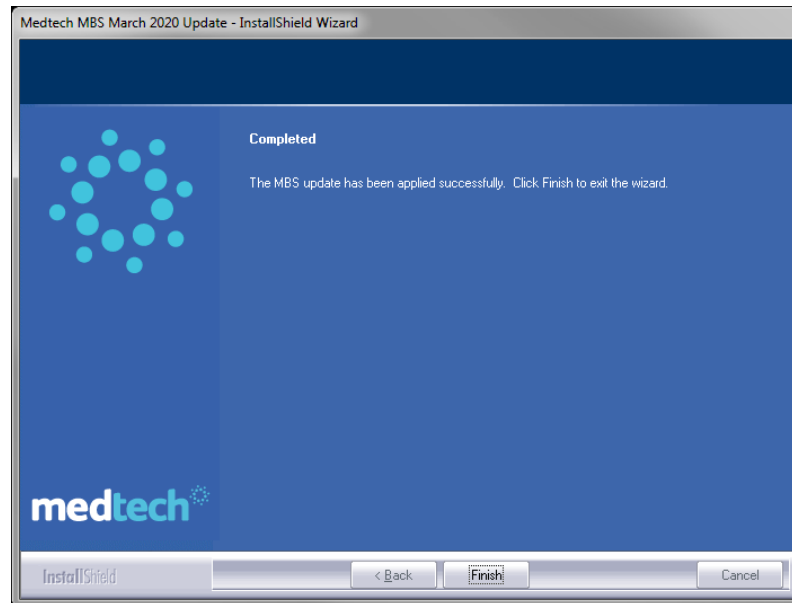 Medtech MBS March 2020 Update - InstallShield Wizard
Completed
The MBS update has been applied successfully. Click Finish to exit the wizard.
medtech
InstallShield
< Back
Finish
Cancel